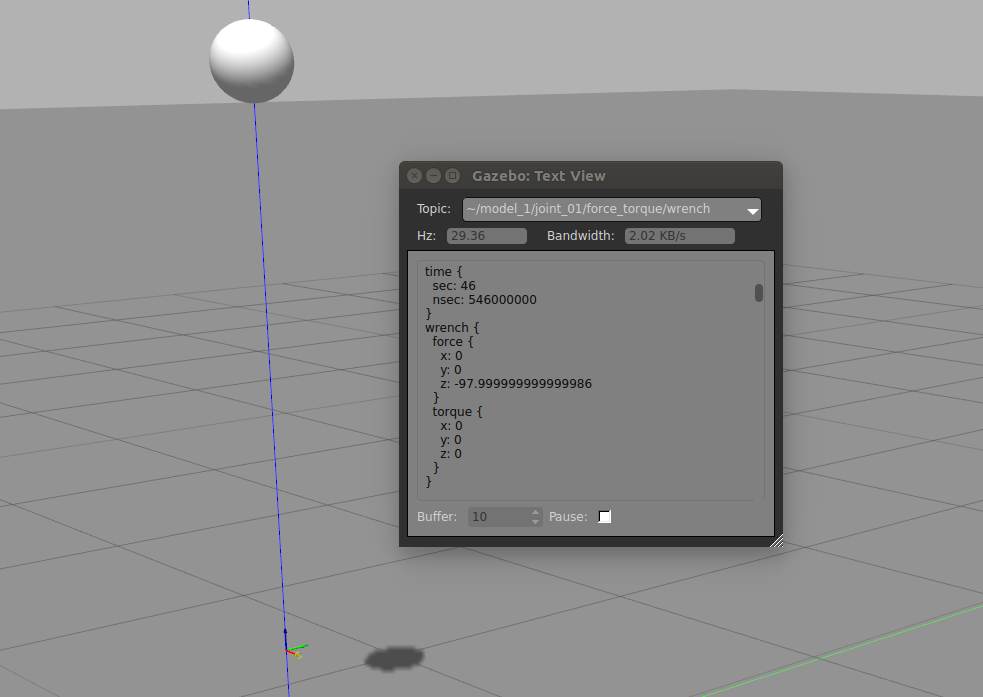 Gazebo: Text View
Topic: ~/model_1/joint_01/force_torque/wrench
Hz: 29.36 Bandwidth: 2.02 KB/s
time {
sec: 46
nsec: 546000000
}
wrench {
force {
x: 0
y: 0
z: -97.999999999999986
}
torque {
x: 0
y: 0
z: 0
}
}
Buffer: 10 Pause: